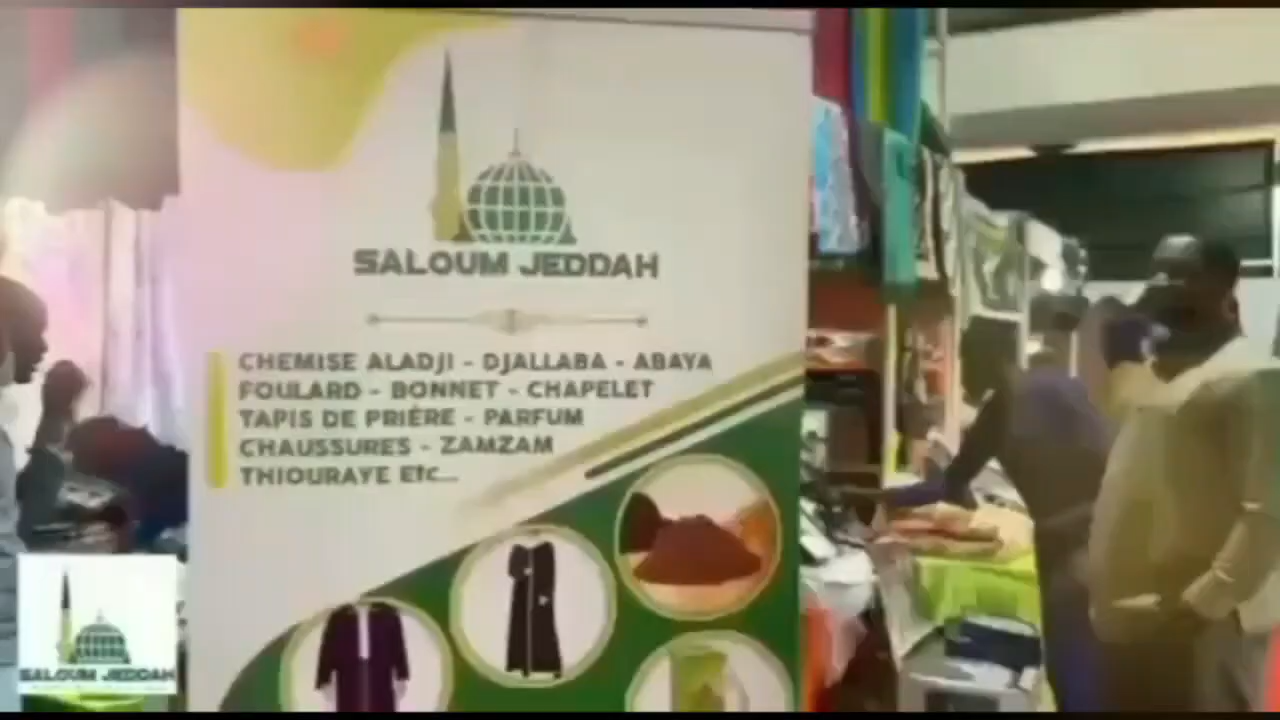 SALOUM JEDDAH
CHEMISE ALADJI - DJALLABA - ABAYA
FOULARD - BONNET - CHAPELET
TAPIS DE PRIÈRE - PARFUM
CHAUSSURES - ZAMZAM
THIOURAYE Etc...
SALOUM JEDDAH